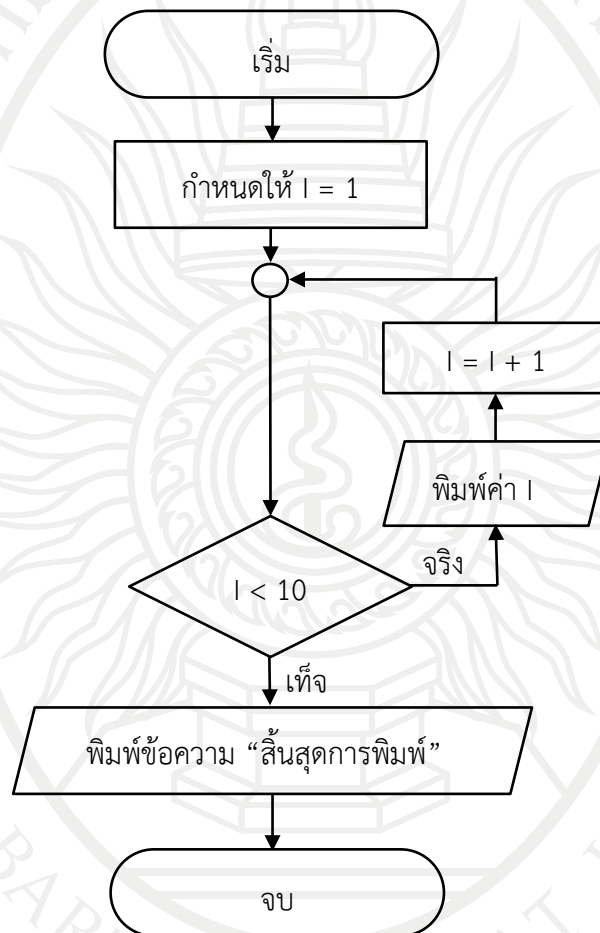 เริ่ม
กำหนดให้ I = 1
I = I + 1
พิมพ์ค่า I
จริง
I < 10
เท็จ
พิมพ์ข้อความ “สิ้นสุดการพิมพ์”
จบ